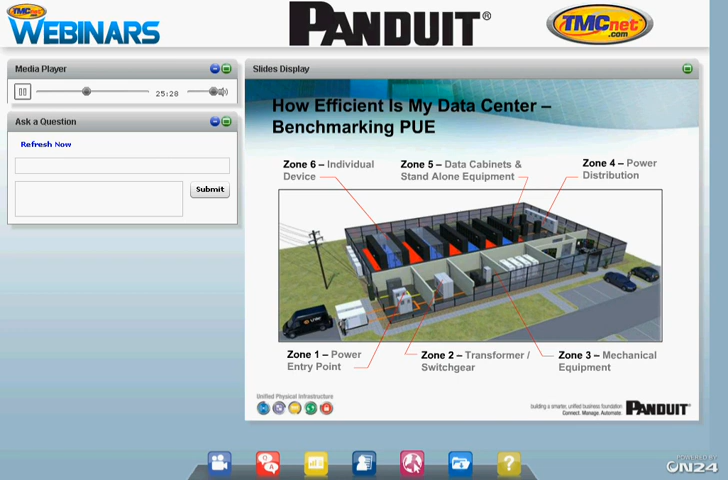 TMCnet
WEBINARS
PANDUIT®
TMCnet
.com
Media Player
25:28
Ask a Question
Refresh Now
Submit
Slides Display
How Efficient Is My Data Center –
Benchmarking PUE
Zone 6 – Individual
Device
Zone 5 – Data Cabinets &
Stand Alone Equipment
Zone 4 – Power
Distribution
Zone 1 – Power
Entry Point
Zone 2 – Transformer /
Switchgear
Zone 3 – Mechanical
Equipment
Unified Physical Infrastructure
building a smarter, unified business foundation
Connect. Manage. Automate.
PANDUIT
Q
A
?
POWERED BY
ON24